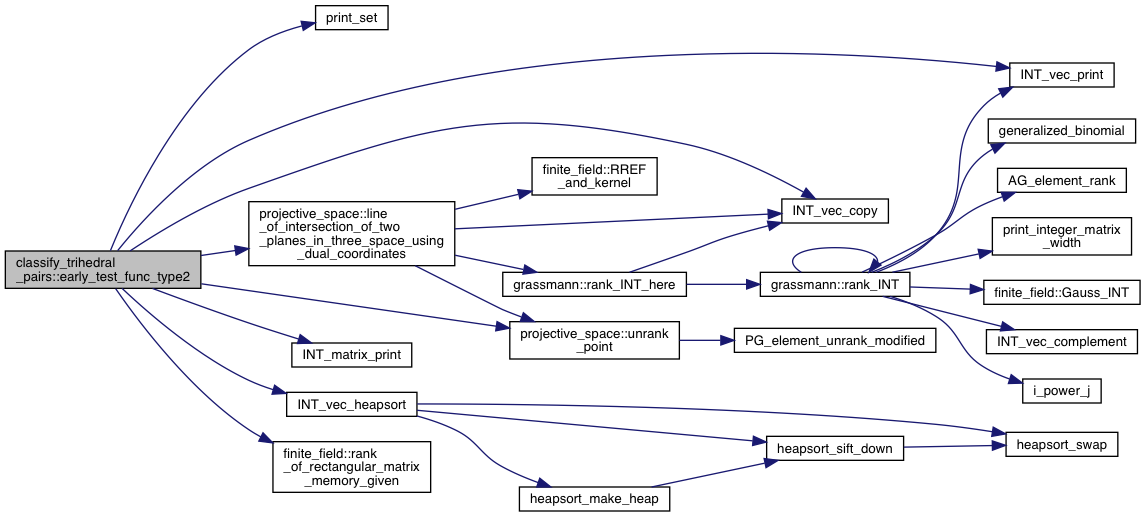 print_set
INT_vec_print
generalized_binomial
finite_field::RREF
_and_kernel
AG_element_rank
projective_space::line
_of_intersection_of_two
_planes_in_three_space_using
_dual_coordinates
INT_vec_copy
print_integer_matrix
_width
classify_trihedral
_pairs::early_test_func_type2
grassmann::rank_INT_here
grassmann::rank_INT
finite_field::Gauss_INT
projective_space::unrank
_point
PG_element_unrank_modified
INT_vec_complement
INT_matrix_print
i_power_j
INT_vec_heapsort
heapsort_sift_down
heapsort_swap
finite_field::rank
_of_rectangular_matrix
_memory_given
heapsort_make_heap